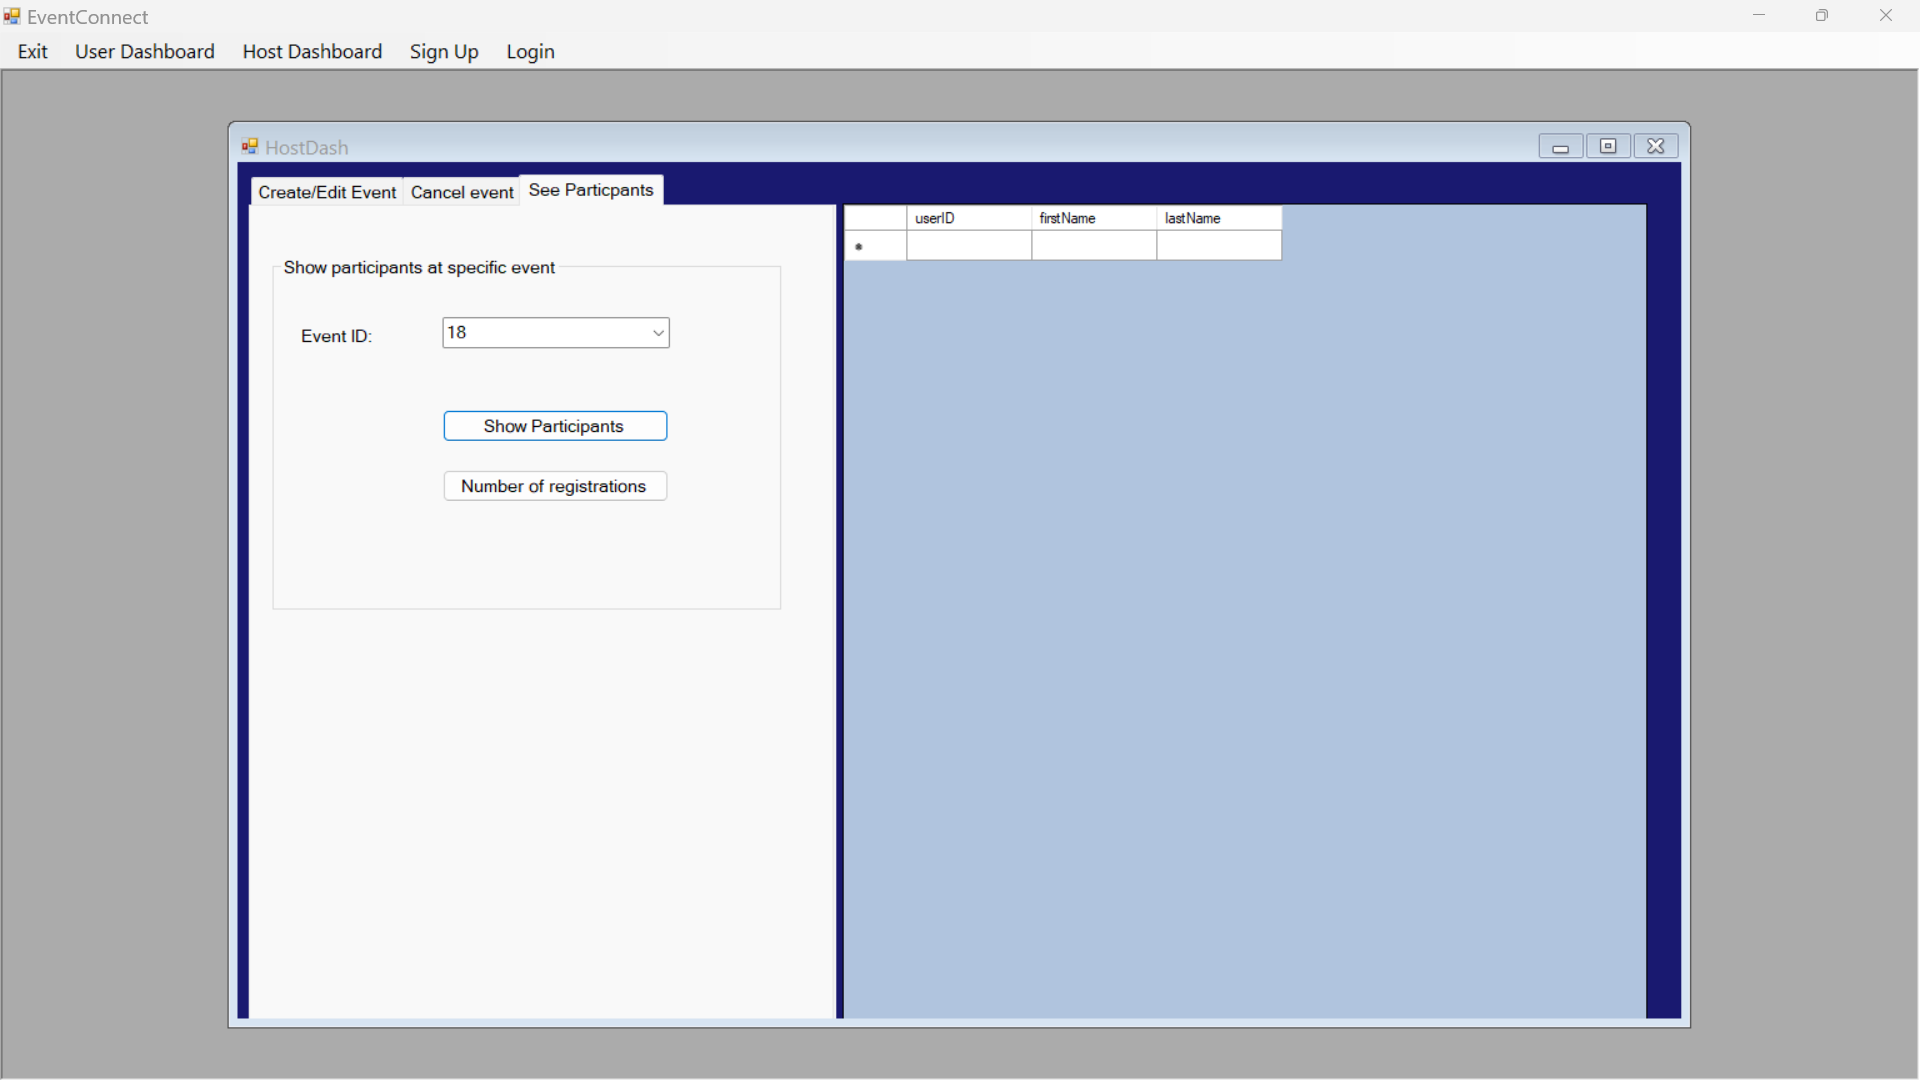 EventConnect
Exit User Dashboard Host Dashboard Sign Up Login
HostDash
Create/Edit Event Cancel event See Particpants
userID firstName lastName
*
Show participants at specific event
Event ID: 18
Show Participants
Number of registrations